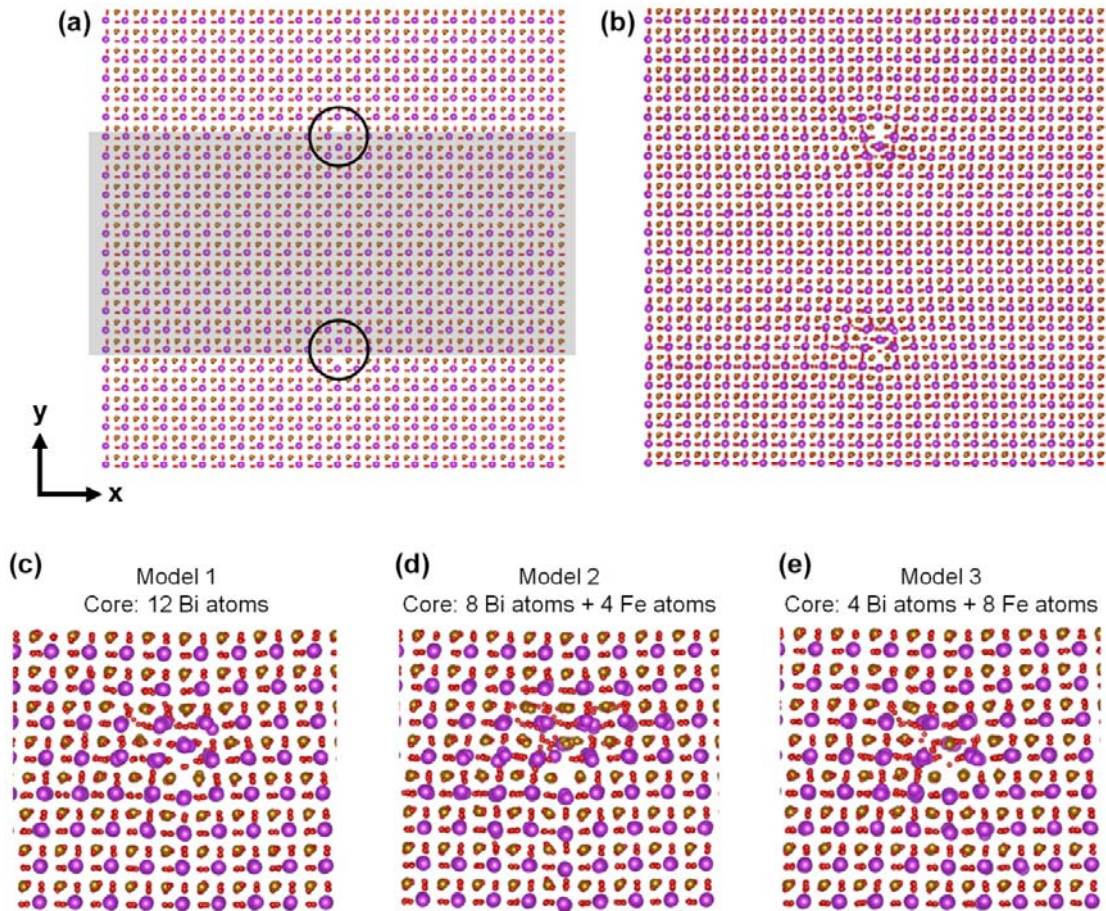 (a)
(b)
y
x
(c)
Model 1
Core: 12 Bi atoms
(d)
Model 2
Core: 8 Bi atoms + 4 Fe atoms
(e)
Model 3
Core: 4 Bi atoms + 8 Fe atoms